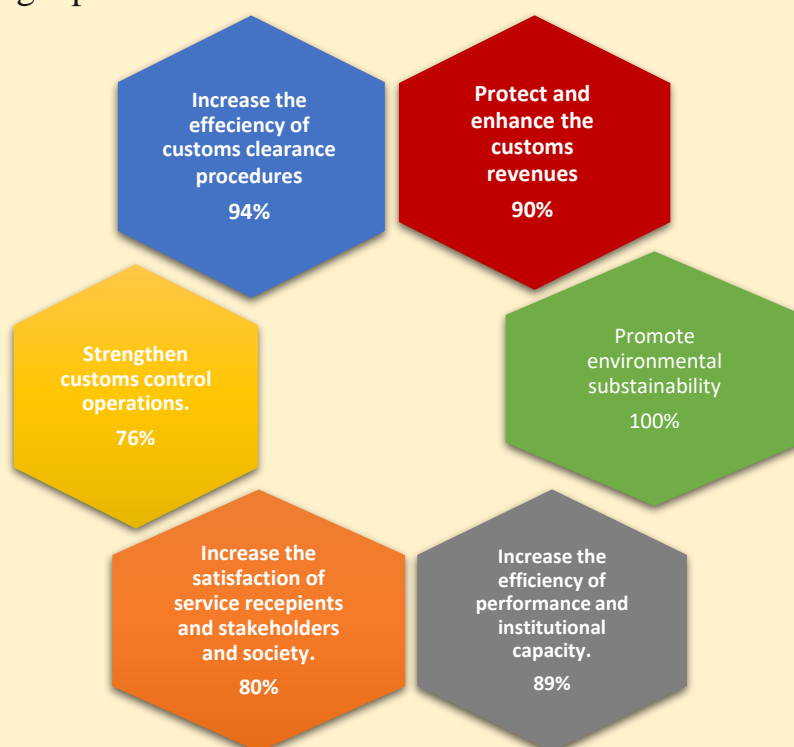 Increase the
effeciency of
customs clearance
procedures
94%
Protect and
enhance the
customs
revenues
90%
Strengthen
customs control
operations.
76%
Promote
environmental
substainability
100%
Increase the
satisfaction of
service recepients
and stakeholders
and society.
80%
Increase the
efficiency of
performance and
institutional
capacity.
89%